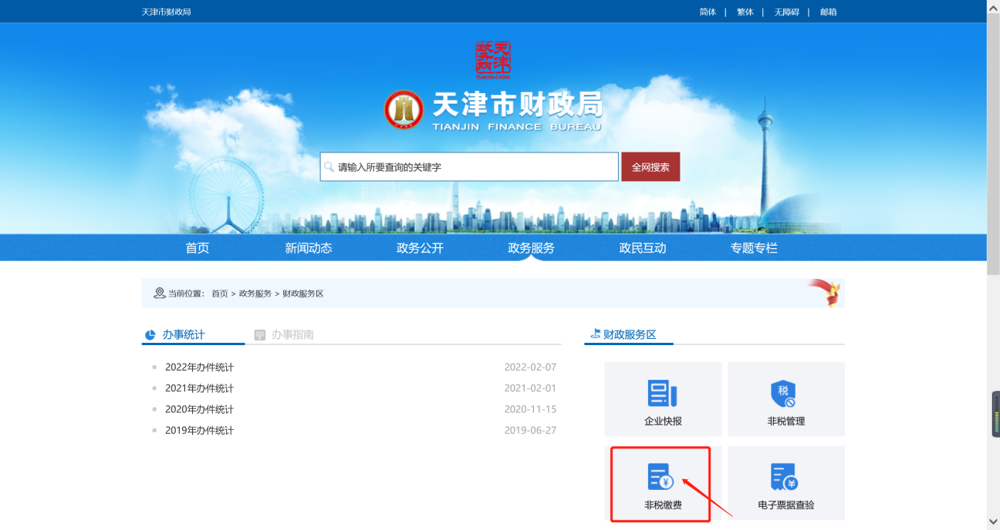 天津市财政局
简体 | 繁体 | 无障碍 | 邮箱
天津
政务网
TIANJIN·CHINA
天津市财政局
TIANJIN FINANCE BUREAU
请输入所要查询的关键字
全网搜索
首页 新闻动态 政务公开 政务服务 政民互动 专题专栏
当前位置: 首页 > 政务服务 > 财政服务区
办事统计 办事指南
2022年办件统计 2022-02-07
2021年办件统计 2021-02-01
2020年办件统计 2020-11-15
2019年办件统计 2019-06-27
财政服务区
企业快报
税
非税管理
¥
非税缴费
¥
电子票据查验